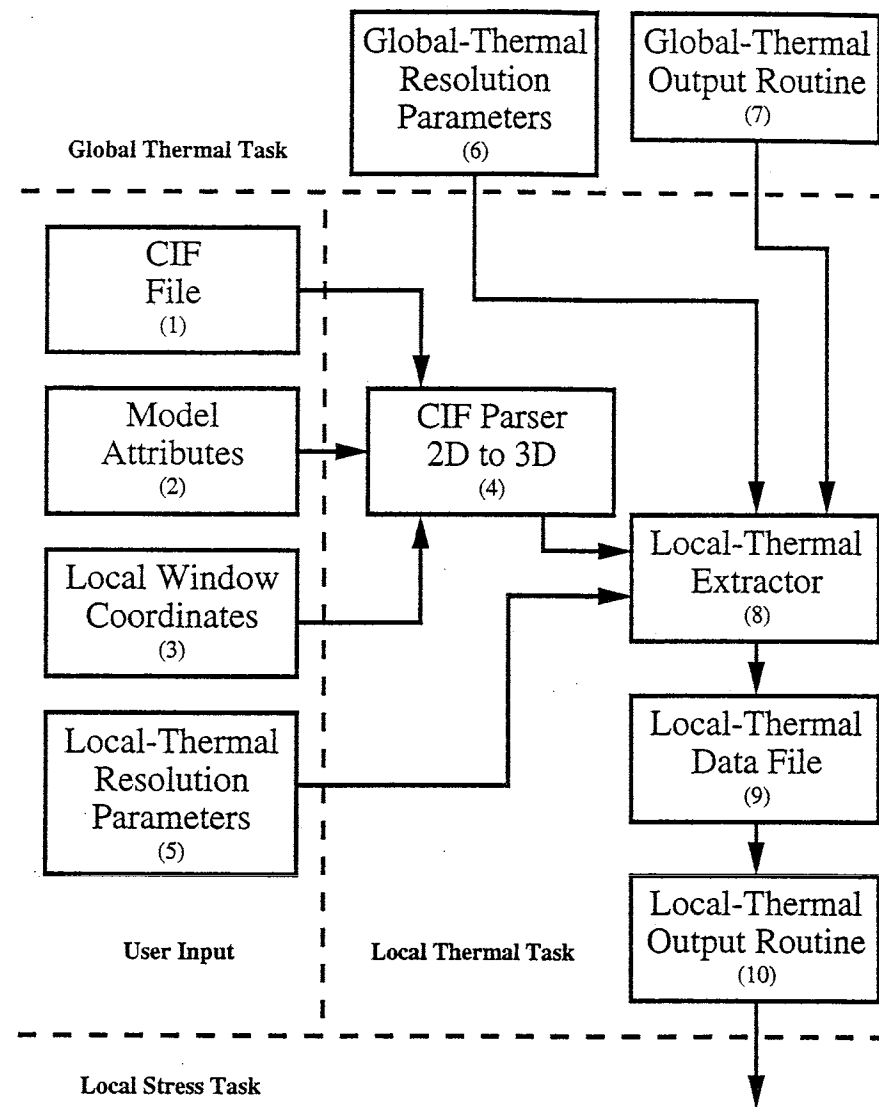 Global-Thermal
Resolution
Parameters
(6)
Global-Thermal
Output Routine
(7)
Global Thermal Task
CIF
File
(1)
Model
Attributes
(2)
CIF Parser
2D to 3D
(4)
Local Window
Coordinates
(3)
Local-Thermal
Extractor
(8)
Local-Thermal
Resolution
Parameters
(5)
Local-Thermal
Data File
(9)
Local-Thermal
Output Routine
(10)
User Input
Local Thermal Task
Local Stress Task